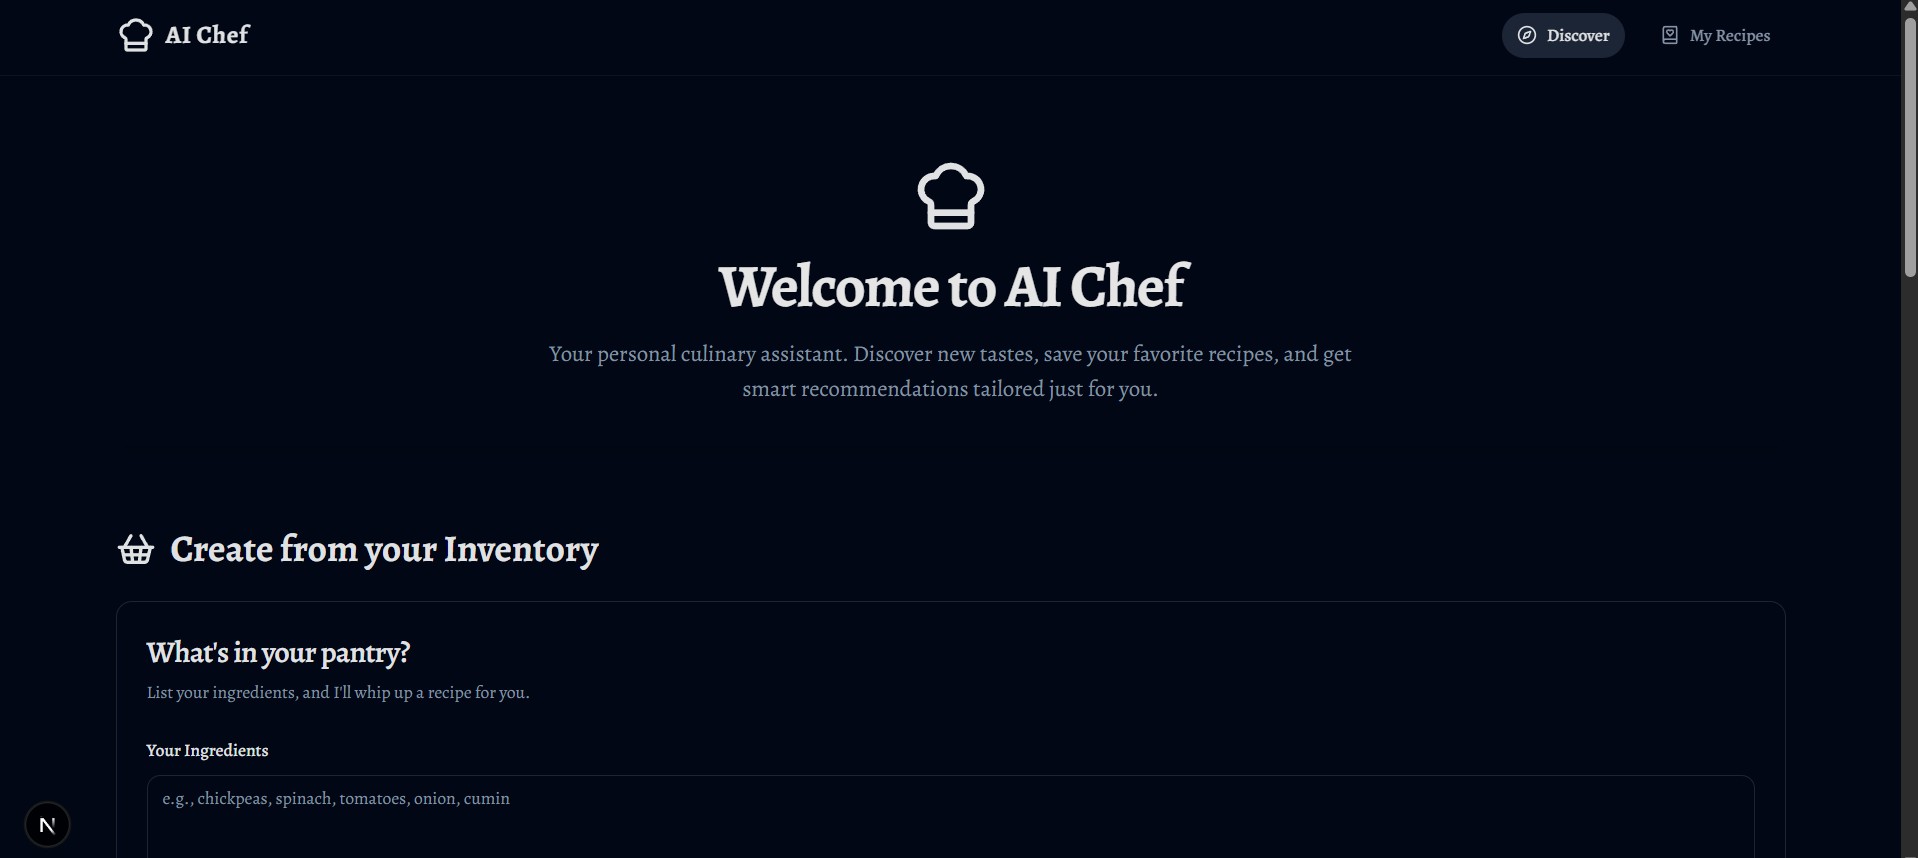 AI Chef
Discover
My Recipes
Welcome to AI Chef
Your personal culinary assistant. Discover new tastes, save your favorite recipes, and get
smart recommendations tailored just for you.
Create from your Inventory
What's in your pantry?
List your ingredients, and I'll whip up a recipe for you.
Your Ingredients
e.g., chickpeas, spinach, tomatoes, onion, cumin
N